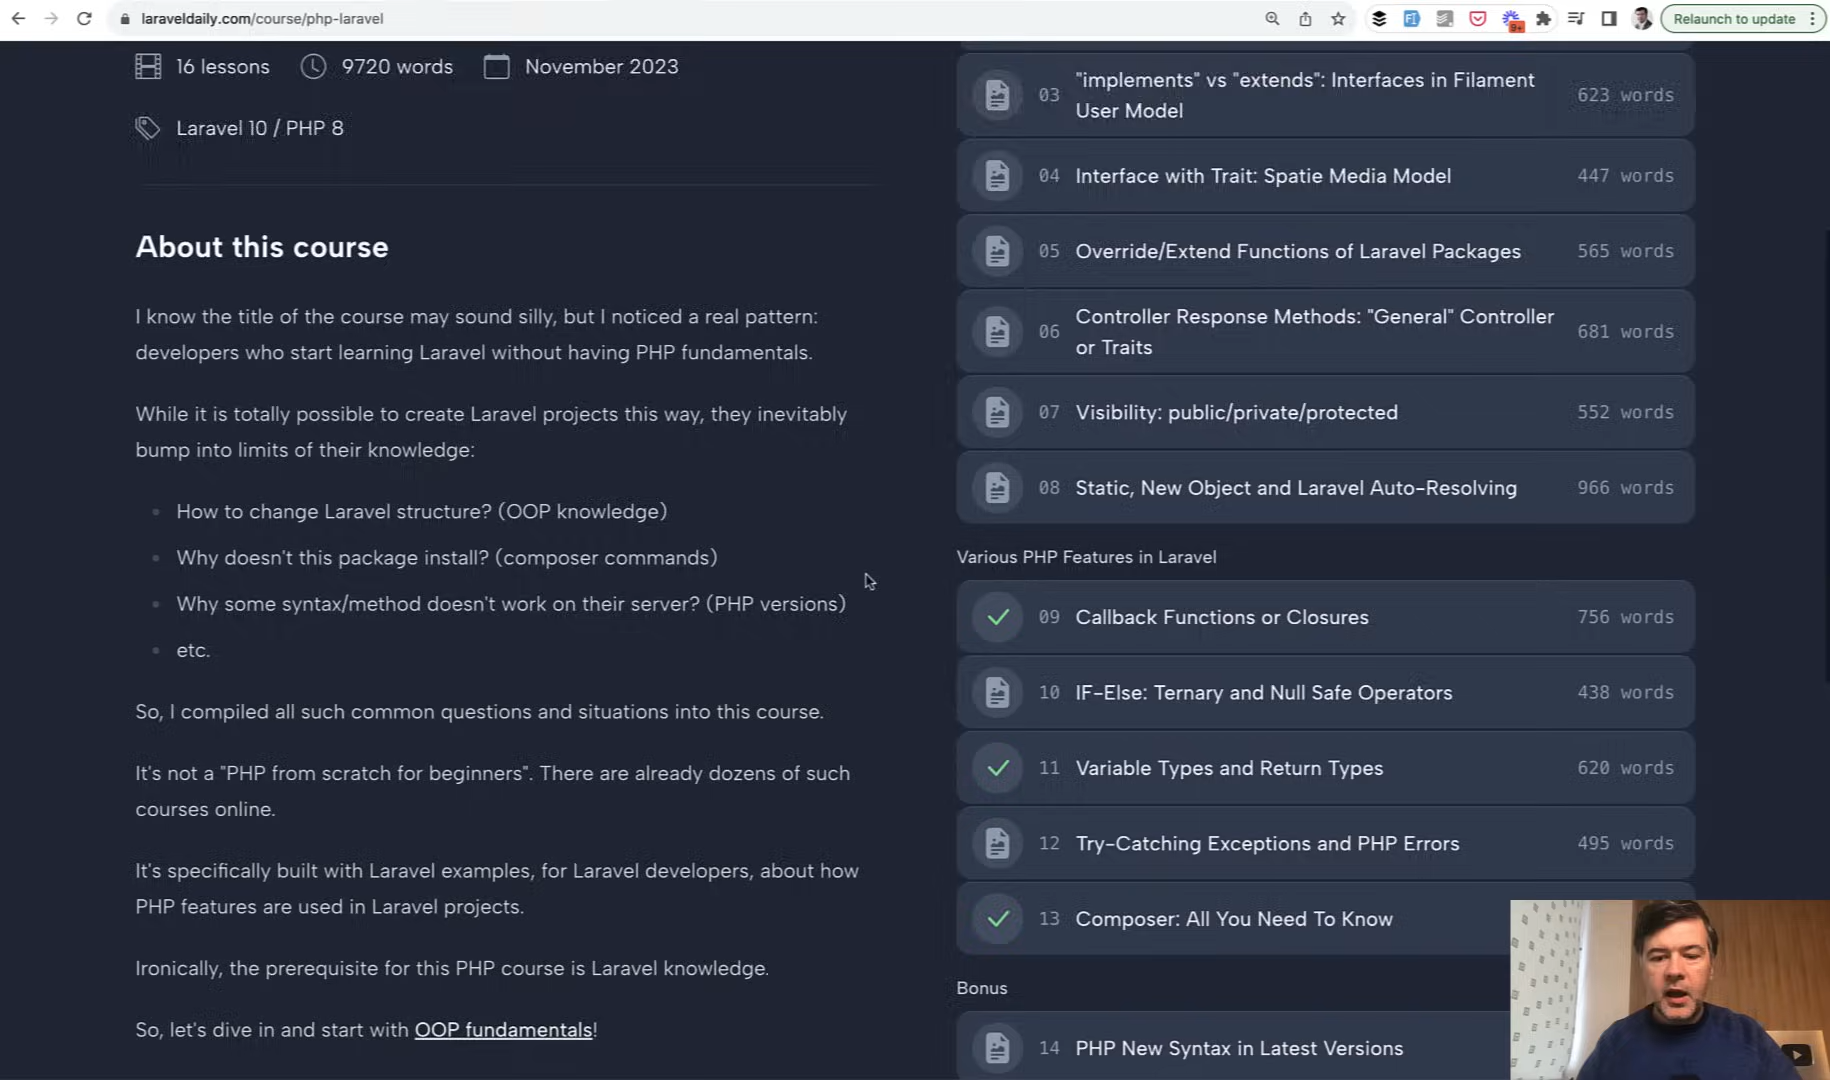 laraveldaily.com/course/php-laravel
9+
Relaunch to update
16 lessons
9720 words
November 2023
Laravel 10 / PHP 8
About this course
I know the title of the course may sound silly, but I noticed a real pattern:
developers who start learning Laravel without having PHP fundamentals.
While it is totally possible to create Laravel projects this way, they inevitably
bump into limits of their knowledge:
How to change Laravel structure? (OOP knowledge)
Why doesn't this package install? (composer commands)
Why some syntax/method doesn't work on their server? (PHP versions)
etc.
So, I compiled all such common questions and situations into this course.
It's not a "PHP from scratch for beginners". There are already dozens of such
courses online.
It's specifically built with Laravel examples, for Laravel developers, about how
PHP features are used in Laravel projects.
Ironically, the prerequisite for this PHP course is Laravel knowledge.
So, let's dive in and start with OOP fundamentals!
03 "implements" vs "extends": Interfaces in Filament
User Model
623 words
04 Interface with Trait: Spatie Media Model 447 words
05 Override/Extend Functions of Laravel Packages 565 words
06 Controller Response Methods: "General" Controller
or Traits
681 words
07 Visibility: public/private/protected 552 words
08 Static, New Object and Laravel Auto-Resolving 966 words
Various PHP Features in Laravel
09 Callback Functions or Closures 756 words
10 IF-Else: Ternary and Null Safe Operators 438 words
11 Variable Types and Return Types 620 words
12 Try-Catching Exceptions and PHP Errors 495 words
13 Composer: All You Need To Know
Bonus
14 PHP New Syntax in Latest Versions